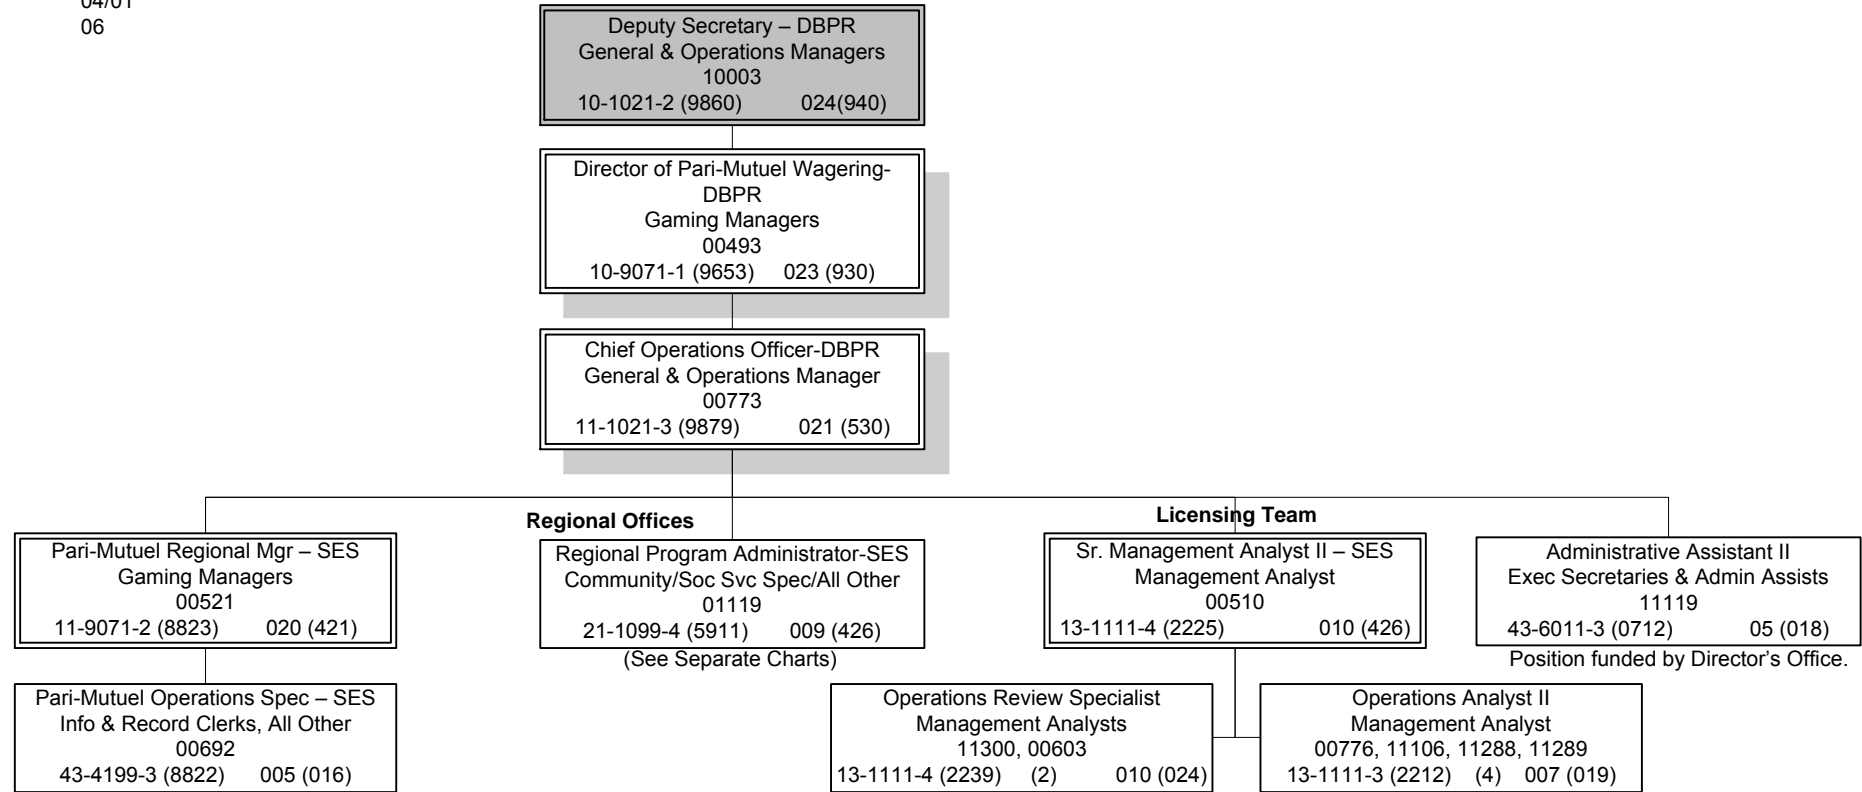 04/01
06
Deputy Secretary – DBPR
General & Operations Managers
10003
10-1021-2 (9860) 024(940)
Director of Pari-Mutuel Wagering-
DBPR
Gaming Managers
00493
10-9071-1 (9653) 023 (930)
Chief Operations Officer-DBPR
General & Operations Manager
00773
11-1021-3 (9879) 021 (530)
Pari-Mutuel Regional Mgr – SES
Gaming Managers
00521
11-9071-2 (8823) 020 (421)
Pari-Mutuel Operations Spec – SES
Info & Record Clerks, All Other
00692
43-4199-3 (8822) 005 (016)
Regional Offices
Regional Program Administrator-SES
Community/Soc Svc Spec/All Other
01119
21-1099-4 (5911) 009 (426)
(See Separate Charts)
Licensing Team
Sr. Management Analyst II – SES
Management Analyst
00510
13-1111-4 (2225) 010 (426)
Operations Review Specialist
Management Analysts
11300, 00603
13-1111-4 (2239) (2) 010 (024)
Operations Analyst II
Management Analyst
00776, 11106, 11288, 11289
13-1111-3 (2212) (4) 007 (019)
Administrative Assistant II
Exec Secretaries & Admin Assists
11119
43-6011-3 (0712) 05 (018)
Position funded by Director's Office.